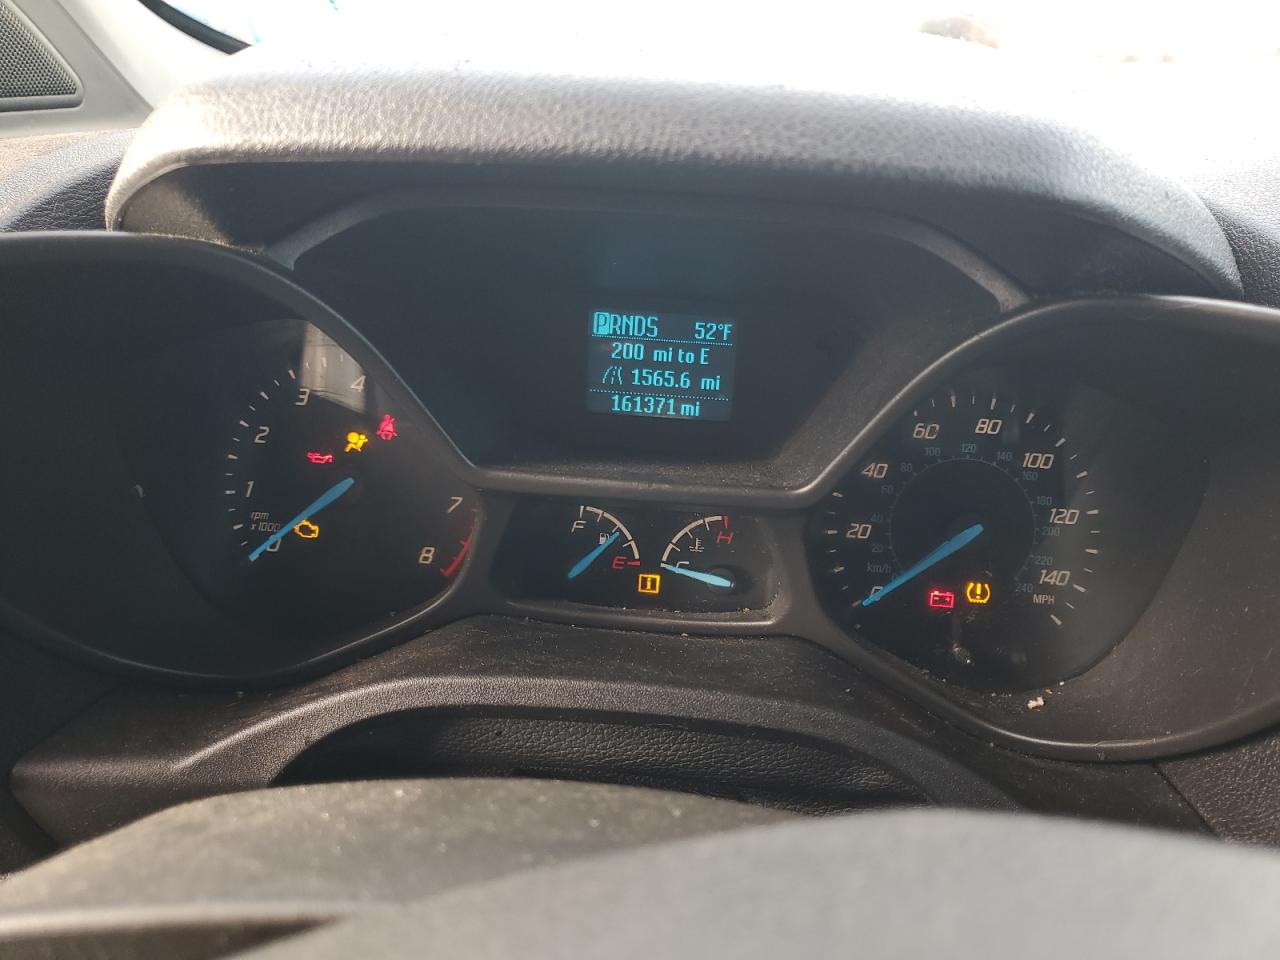 PRNDS 52°F
200 mi to E
1565.6 mi
161371 mi
0 1 2 3 4 7 8
rpm
x 1000
F E
C H
0 20 40 60 80 100 120 140
MPH
20 40 60 80 100 120 140 160 180 200 220 240
km/h